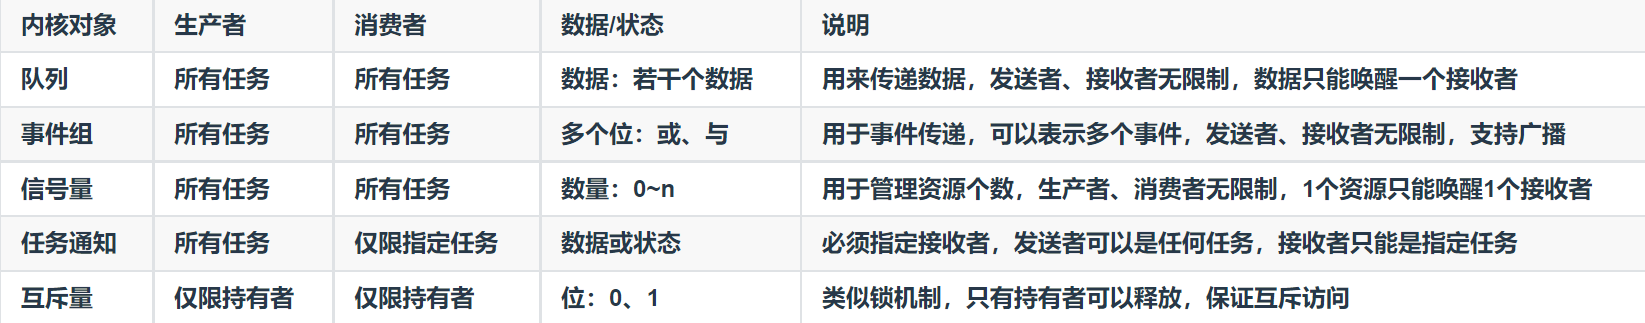 内核对象 生产者 消费者 数据/状态 说明
队列 所有任务 所有任务 数据：若干个数据 用来传递数据，发送者、接收者无限制，数据只能唤醒一个接收者
事件组 所有任务 所有任务 多个位：或、与 用于事件传递，可以表示多个事件，发送者、接收者无限制，支持广播
信号量 所有任务 所有任务 数量：0~n 用于管理资源个数，生产者、消费者无限制，1个资源只能唤醒1个接收者
任务通知 所有任务 仅限指定任务 数据或状态 必须指定接收者，发送者可以是任何任务，接收者只能是指定任务
互斥量 仅限持有者 仅限持有者 位：0、1 类似锁机制，只有持有者可以释放，保证互斥访问